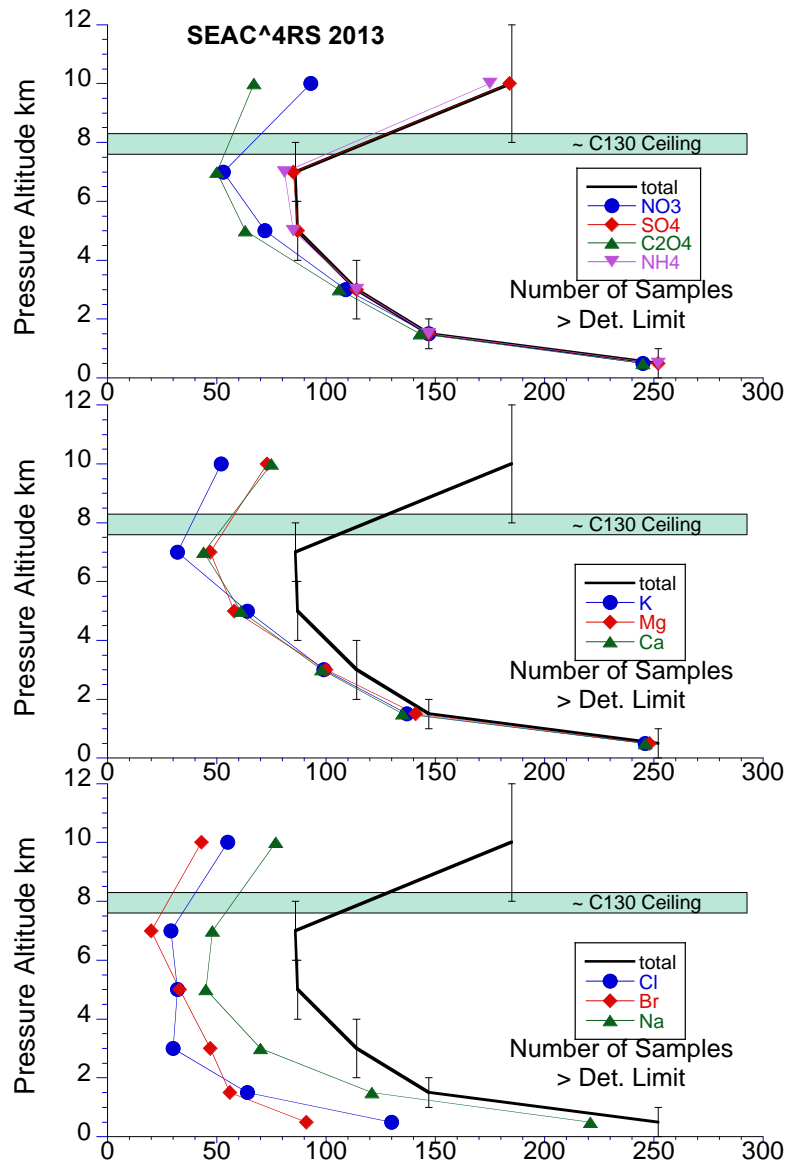 SEAC^4RS 2013
12
10
8
6
4
2
0
Pressure Altitude km
~ C130 Ceiling
total
NO3
SO4
C2O4
NH4
Number of Samples
> Det. Limit
0 50 100 150 200 250 300
12
10
8
6
4
2
0
Pressure Altitude km
~ C130 Ceiling
total
K
Mg
Ca
Number of Samples
> Det. Limit
0 50 100 150 200 250 300
12
10
8
6
4
2
0
Pressure Altitude km
~ C130 Ceiling
total
Cl
Br
Na
Number of Samples
> Det. Limit
0 50 100 150 200 250 300